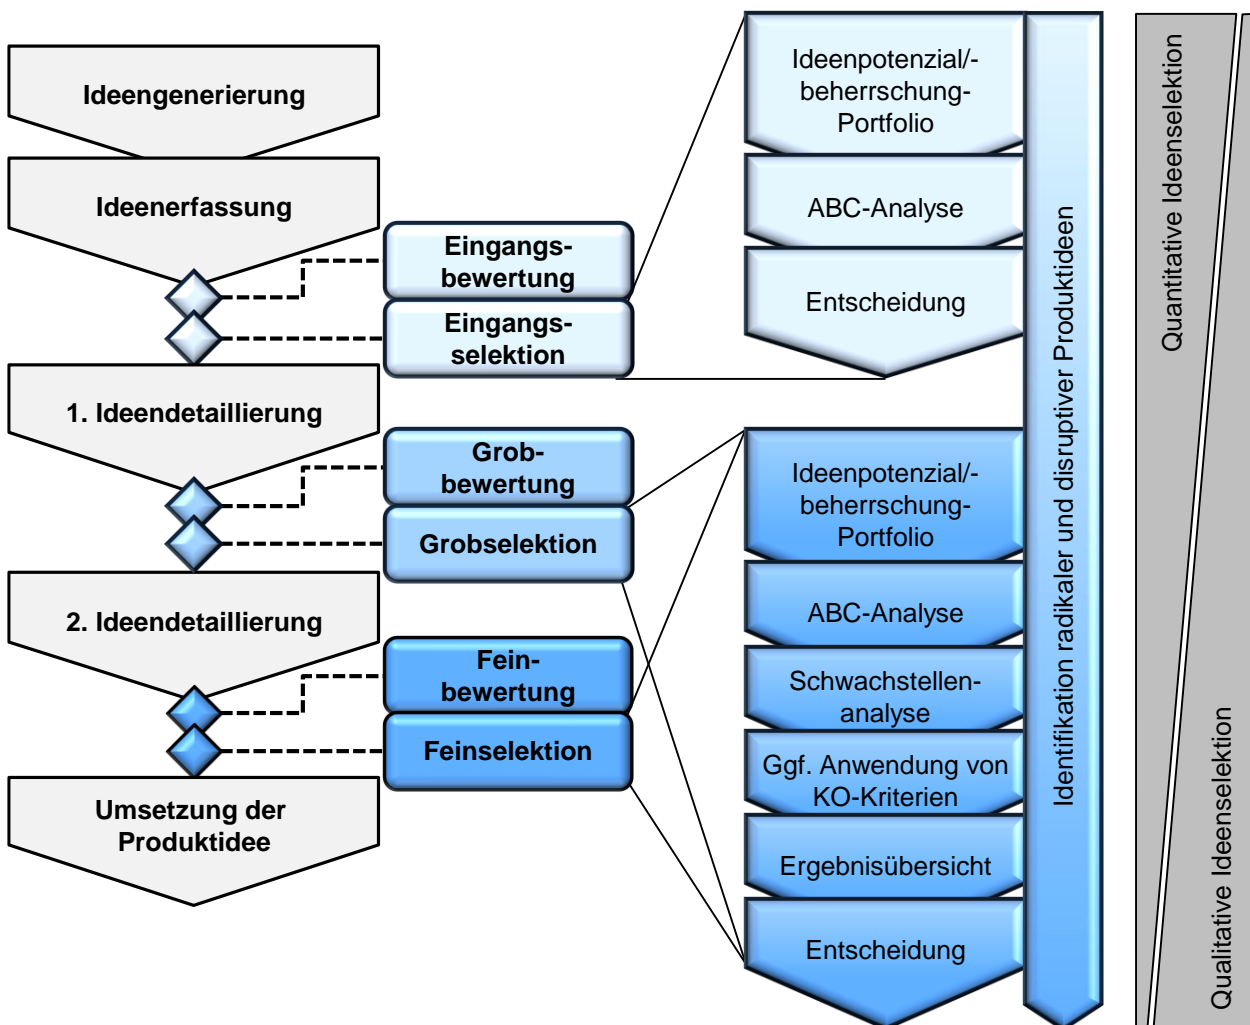 Ideengenerierung
Ideenerfassung
Eingangs-
bewertung
Eingangs-
selektion
1. Ideendetaillierung
Grob-
bewertung
Grobselektion
2. Ideendetaillierung
Fein-
bewertung
Feinselektion
Umsetzung der
Produktidee
Ideenpotenzial/-
beherrschung-
Portfolio
ABC-Analyse
Entscheidung
Ideenpotenzial/-
beherrschung-
Portfolio
ABC-Analyse
Schwachstellen-
analyse
Ggf. Anwendung von
KO-Kriterien
Ergebnisübersicht
Entscheidung
Identifikation radikaler und disruptiver Produktideen
Quantitative Ideenselektion
Qualitative Ideenselektion